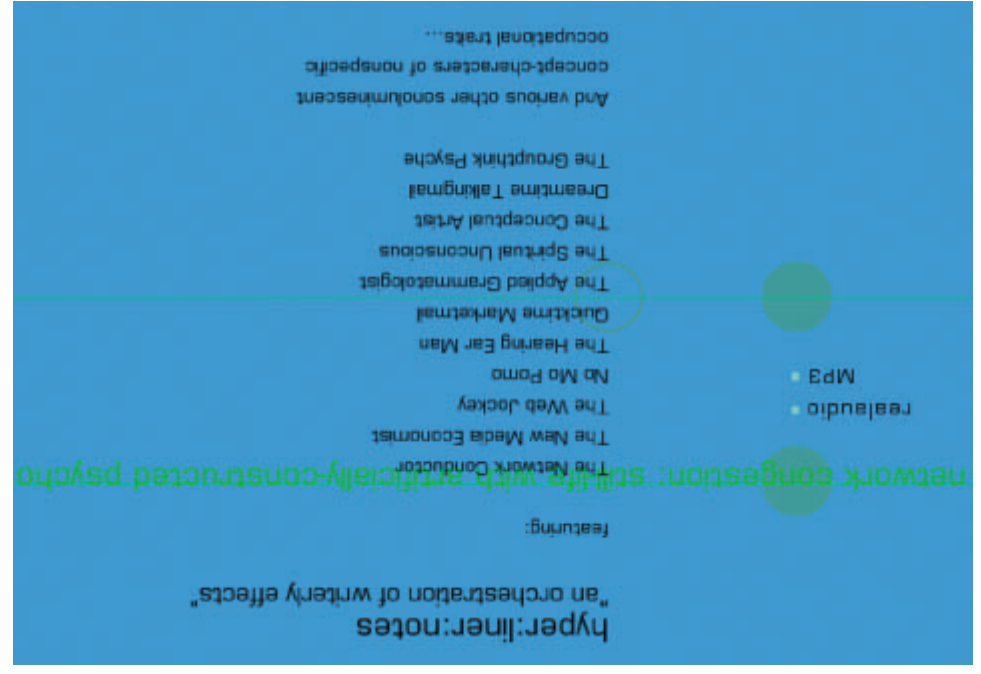 hyper:liner:notes
"an orchestration of writerly effects"
featuring:
network congestion: still-life with artificially-constructed psycho
The Network Conductor
The New Media Economist
The Web Jockey
No Mo Pomo
The Hearing Ear Man
Quicktime Marketmail
The Applied Grammatologist
The Spiritual Unconscious
The Conceptual Artist
Dreamtime Talkingmail
The Groupthink Psyche
And various other sonoluminescent
concept-characters of nonspecific
occupational traits...
realaudio
MP3